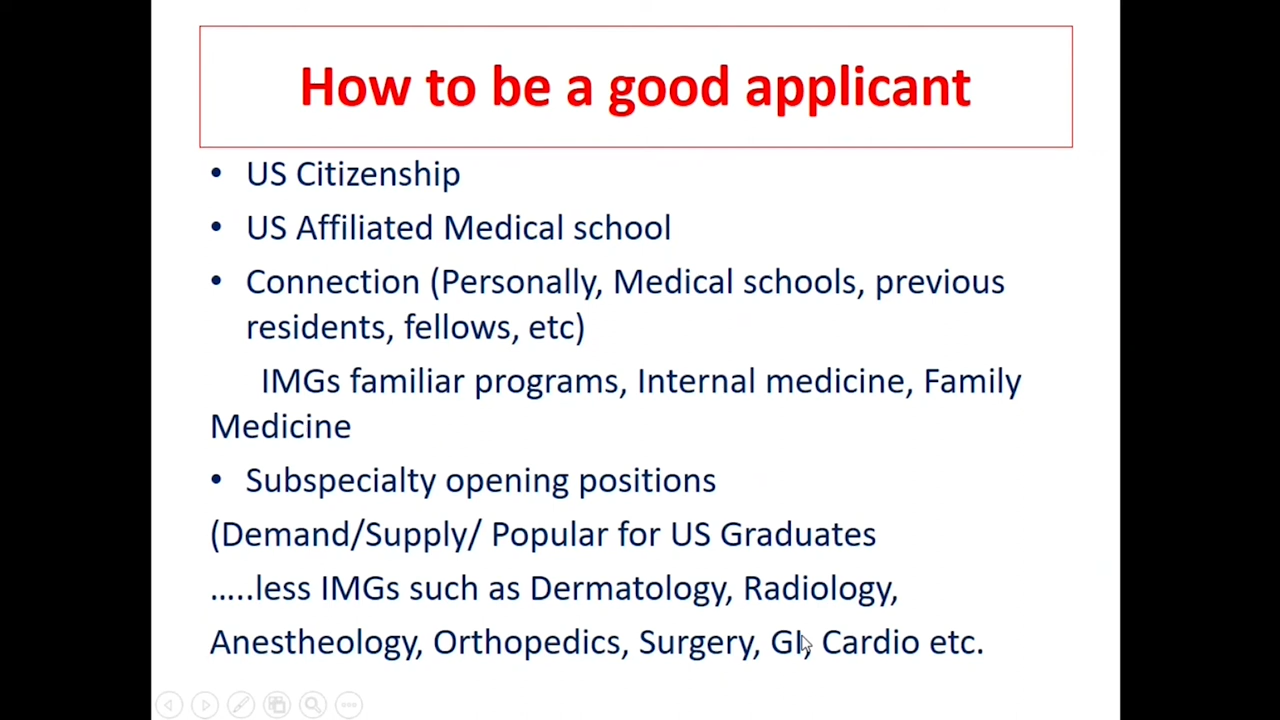 How to be a good applicant
• US Citizenship
• US Affiliated Medical school
• Connection (Personally, Medical schools, previous
residents, fellows, etc)
IMGs familiar programs, Internal medicine, Family
Medicine
• Subspecialty opening positions
(Demand/Supply/ Popular for US Graduates
…..less IMGs such as Dermatology, Radiology,
Anestheology, Orthopedics, Surgery, GI, Cardio etc.